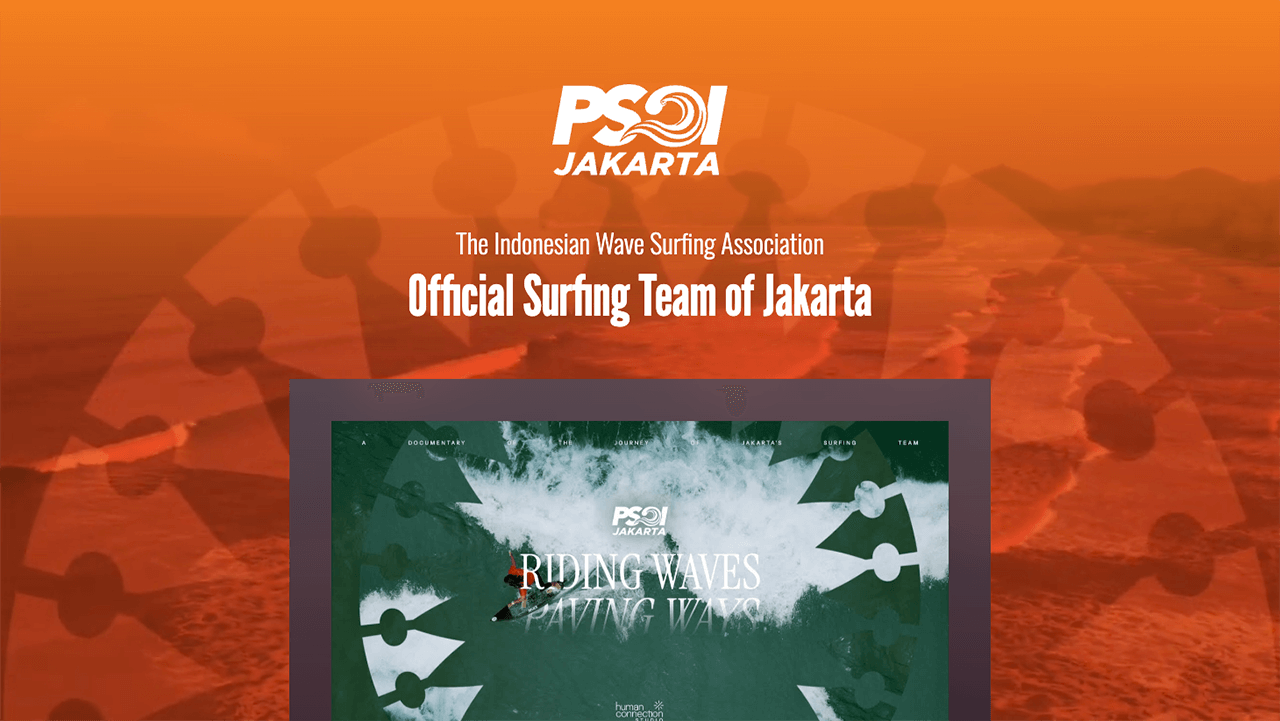 PSOI
JAKARTA
The Indonesian Wave Surfing Association
Official Surfing Team of Jakarta
A DOCUMENTARY OF THE JOURNEY OF JAKARTA'S SURFING TEAM
PSOI
JAKARTA
RIDING WAVES
PAVING WAYS
human
connection
STUDIO